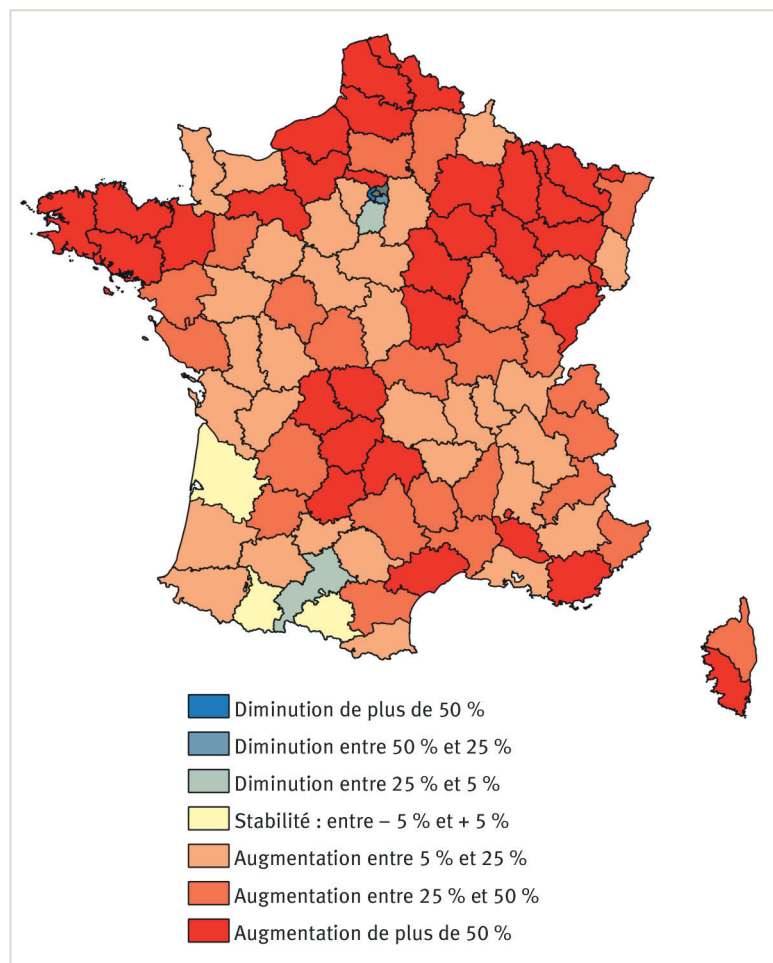 Diminution de plus de 50 %
Diminution entre 50 % et 25 %
Diminution entre 25 % et 5 %
Stabilité : entre – 5 % et + 5 %
Augmentation entre 5 % et 25 %
Augmentation entre 25 % et 50 %
Augmentation de plus de 50 %